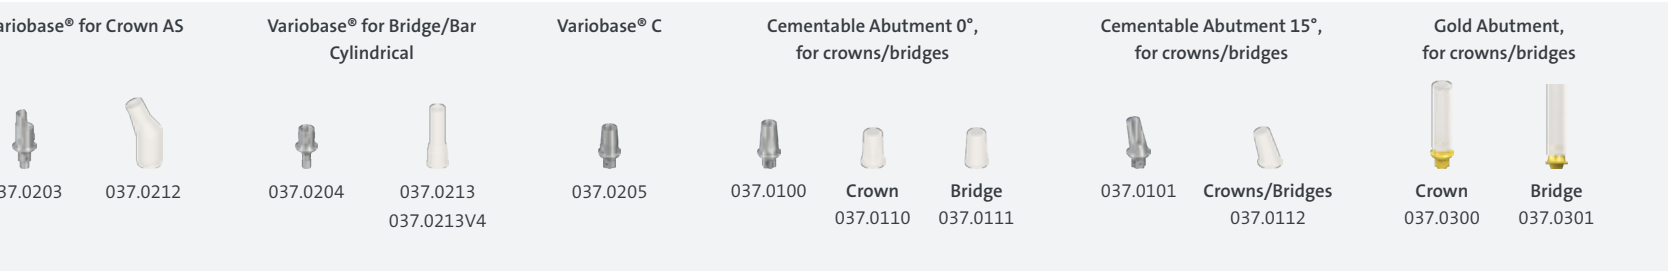 ariobase® for Crown AS
37.0203
037.0212
Variobase® for Bridge/Bar
Cylindrical
037.0204
037.0213
037.0213V4
Variobase® C
037.0205
Cementable Abutment 0°,
for crowns/bridges
037.0100
Crown
037.0110
Bridge
037.0111
Cementable Abutment 15°,
for crowns/bridges
037.0101
Crowns/Bridges
037.0112
Gold Abutment,
for crowns/bridges
Crown
037.0300
Bridge
037.0301